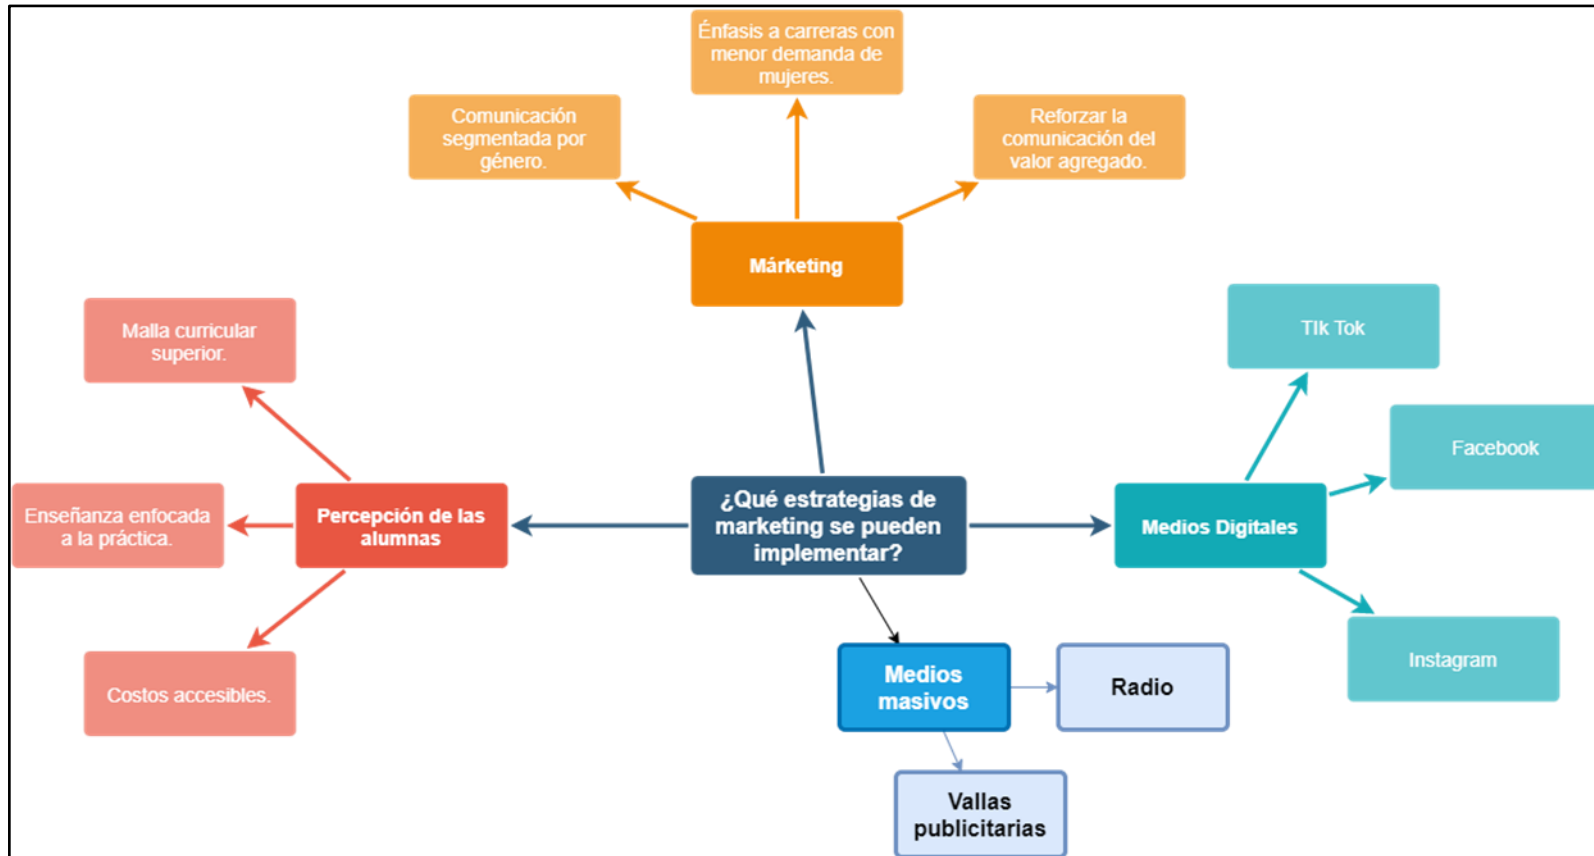 Énfasis a carreras con
menor demanda de
mujeres.
Comunicación
segmentada por
género.
Reforzar la
comunicación del
valor agregado.
Márketing
Malla curricular
superior.
TIk Tok
Facebook
Enseñanza enfocada
a la práctica.
Percepción de las
alumnas
¿Qué estrategias de
marketing se pueden
implementar?
Medios Digitales
Costos accesibles.
Medios
masivos
Radio
Instagram
Vallas
publicitarias